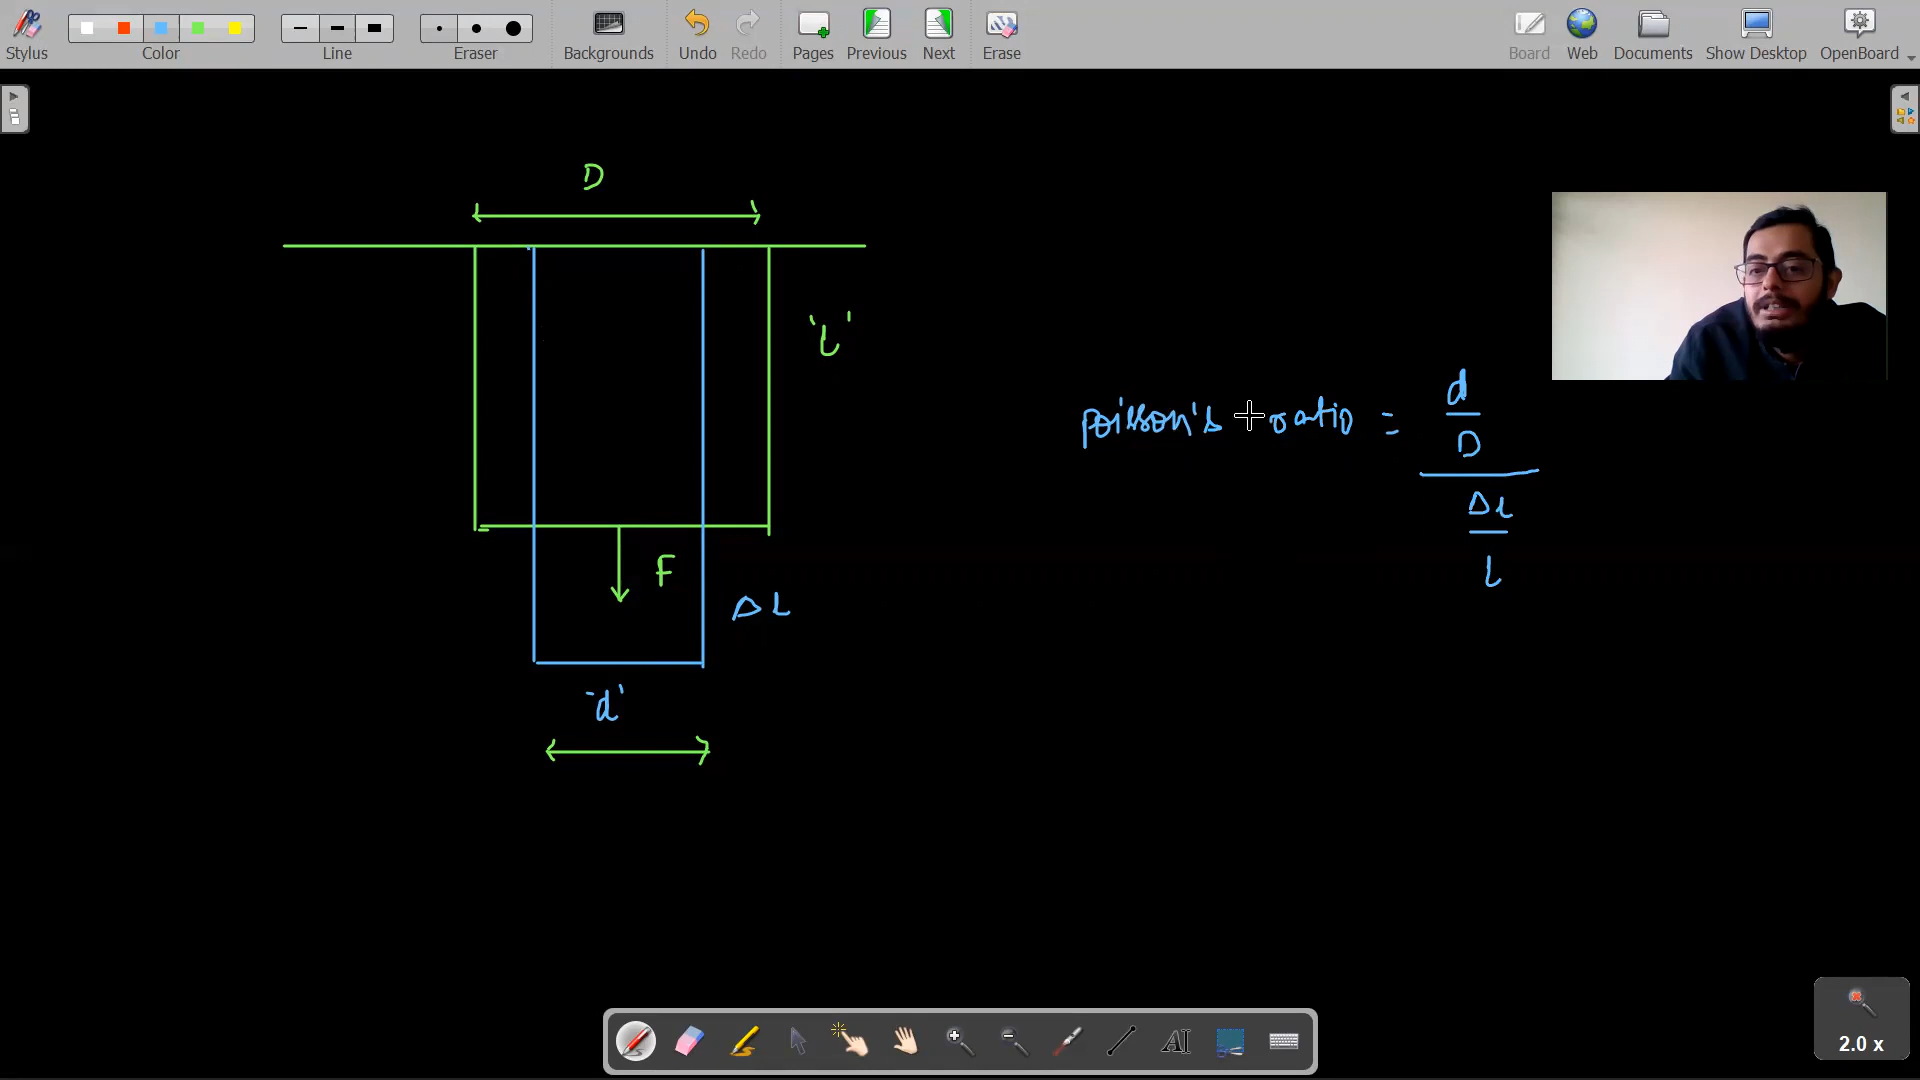 Stylus Color Line Eraser Backgrounds Undo Redo Pages Previous Next Erase Board Web Documents Show Desktop OpenBoard
D
'L'
poisson's ratio = d
D
Δl
l
F
ΔL
'd'
AI
2.0 x